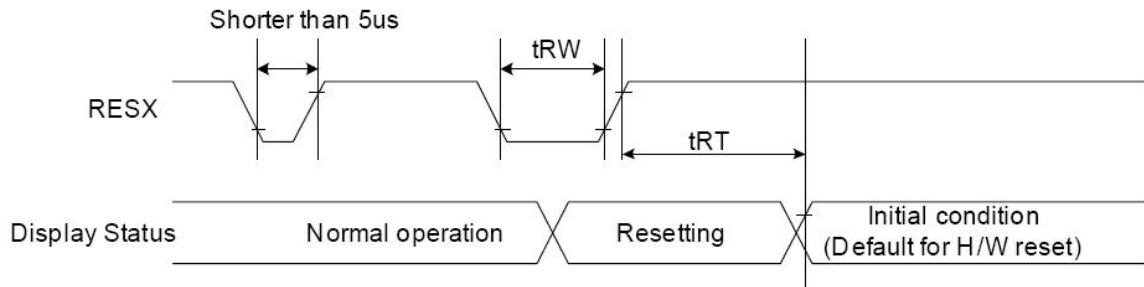 Shorter than 5us
tRW
RESX
tRT
Display Status
Normal operation
Resetting
Initial condition
(Default for H/W reset)